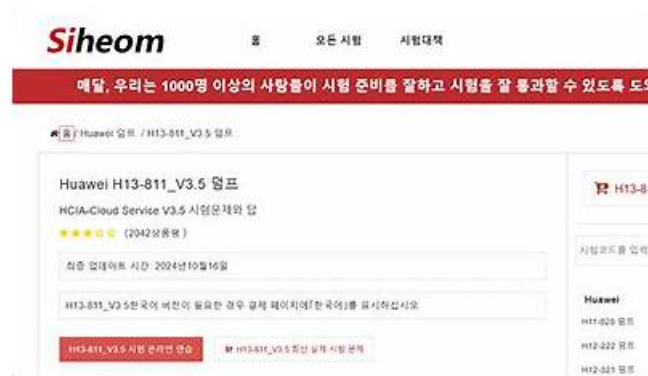 Siheom
홈 모든 시험 시험대책
매달, 우리는 1000명 이상의 사람들이 시험 준비를 잘하고 시험을 잘 통과할 수 있도록 도
홈 / Huawei 덤프 / H13-811_V3.5 덤프
Huawei H13-811_V3.5 덤프
HCIA-Cloud Service V3.5 시험문제와 답
(2042상품평 )
최종 업데이트 시간: 2024년10월16일
H13-811_V3.5한국어 버전이 필요한 경우 결제 페이지에「한국어」를 표시하십시오
H13-811_V3.5 시험 온라인 연습
H13-811_V3.5 최신 실제 시험 문제
H13-8
시험코드를 입력
Huawei
H11-828 덤프
H12-222 덤프
H12-321 덤프